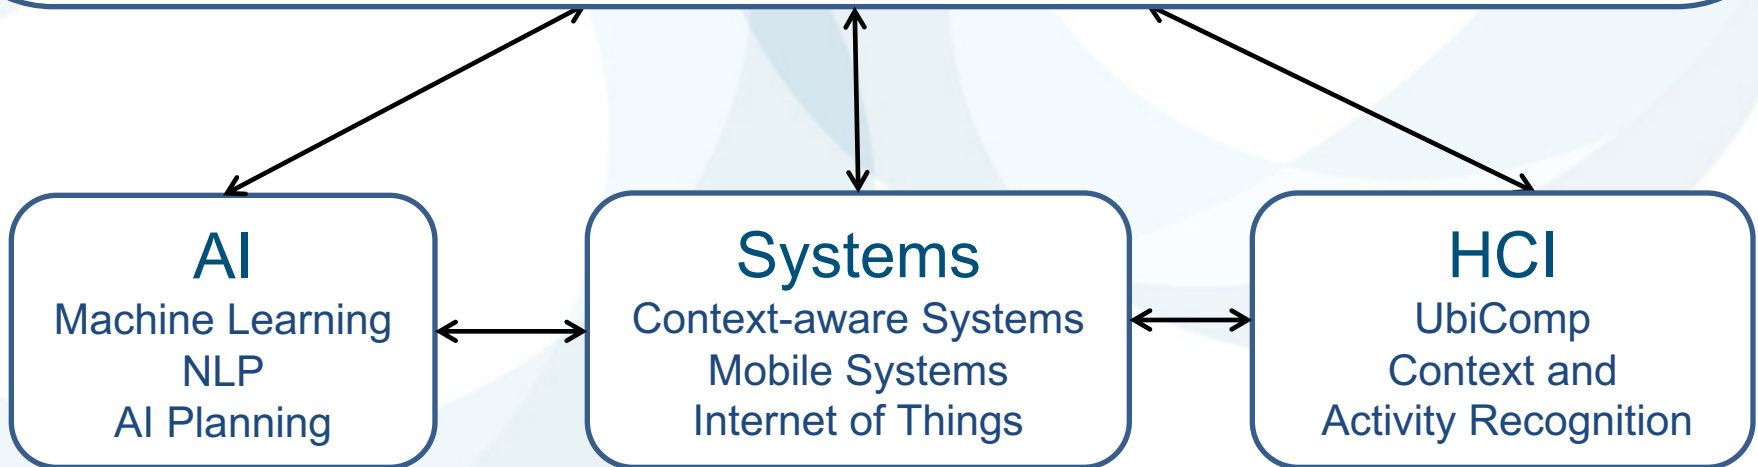 AI
Machine Learning
NLP
AI Planning
Systems
Context-aware Systems
Mobile Systems
Internet of Things
HCI
UbiComp
Context and
Activity Recognition